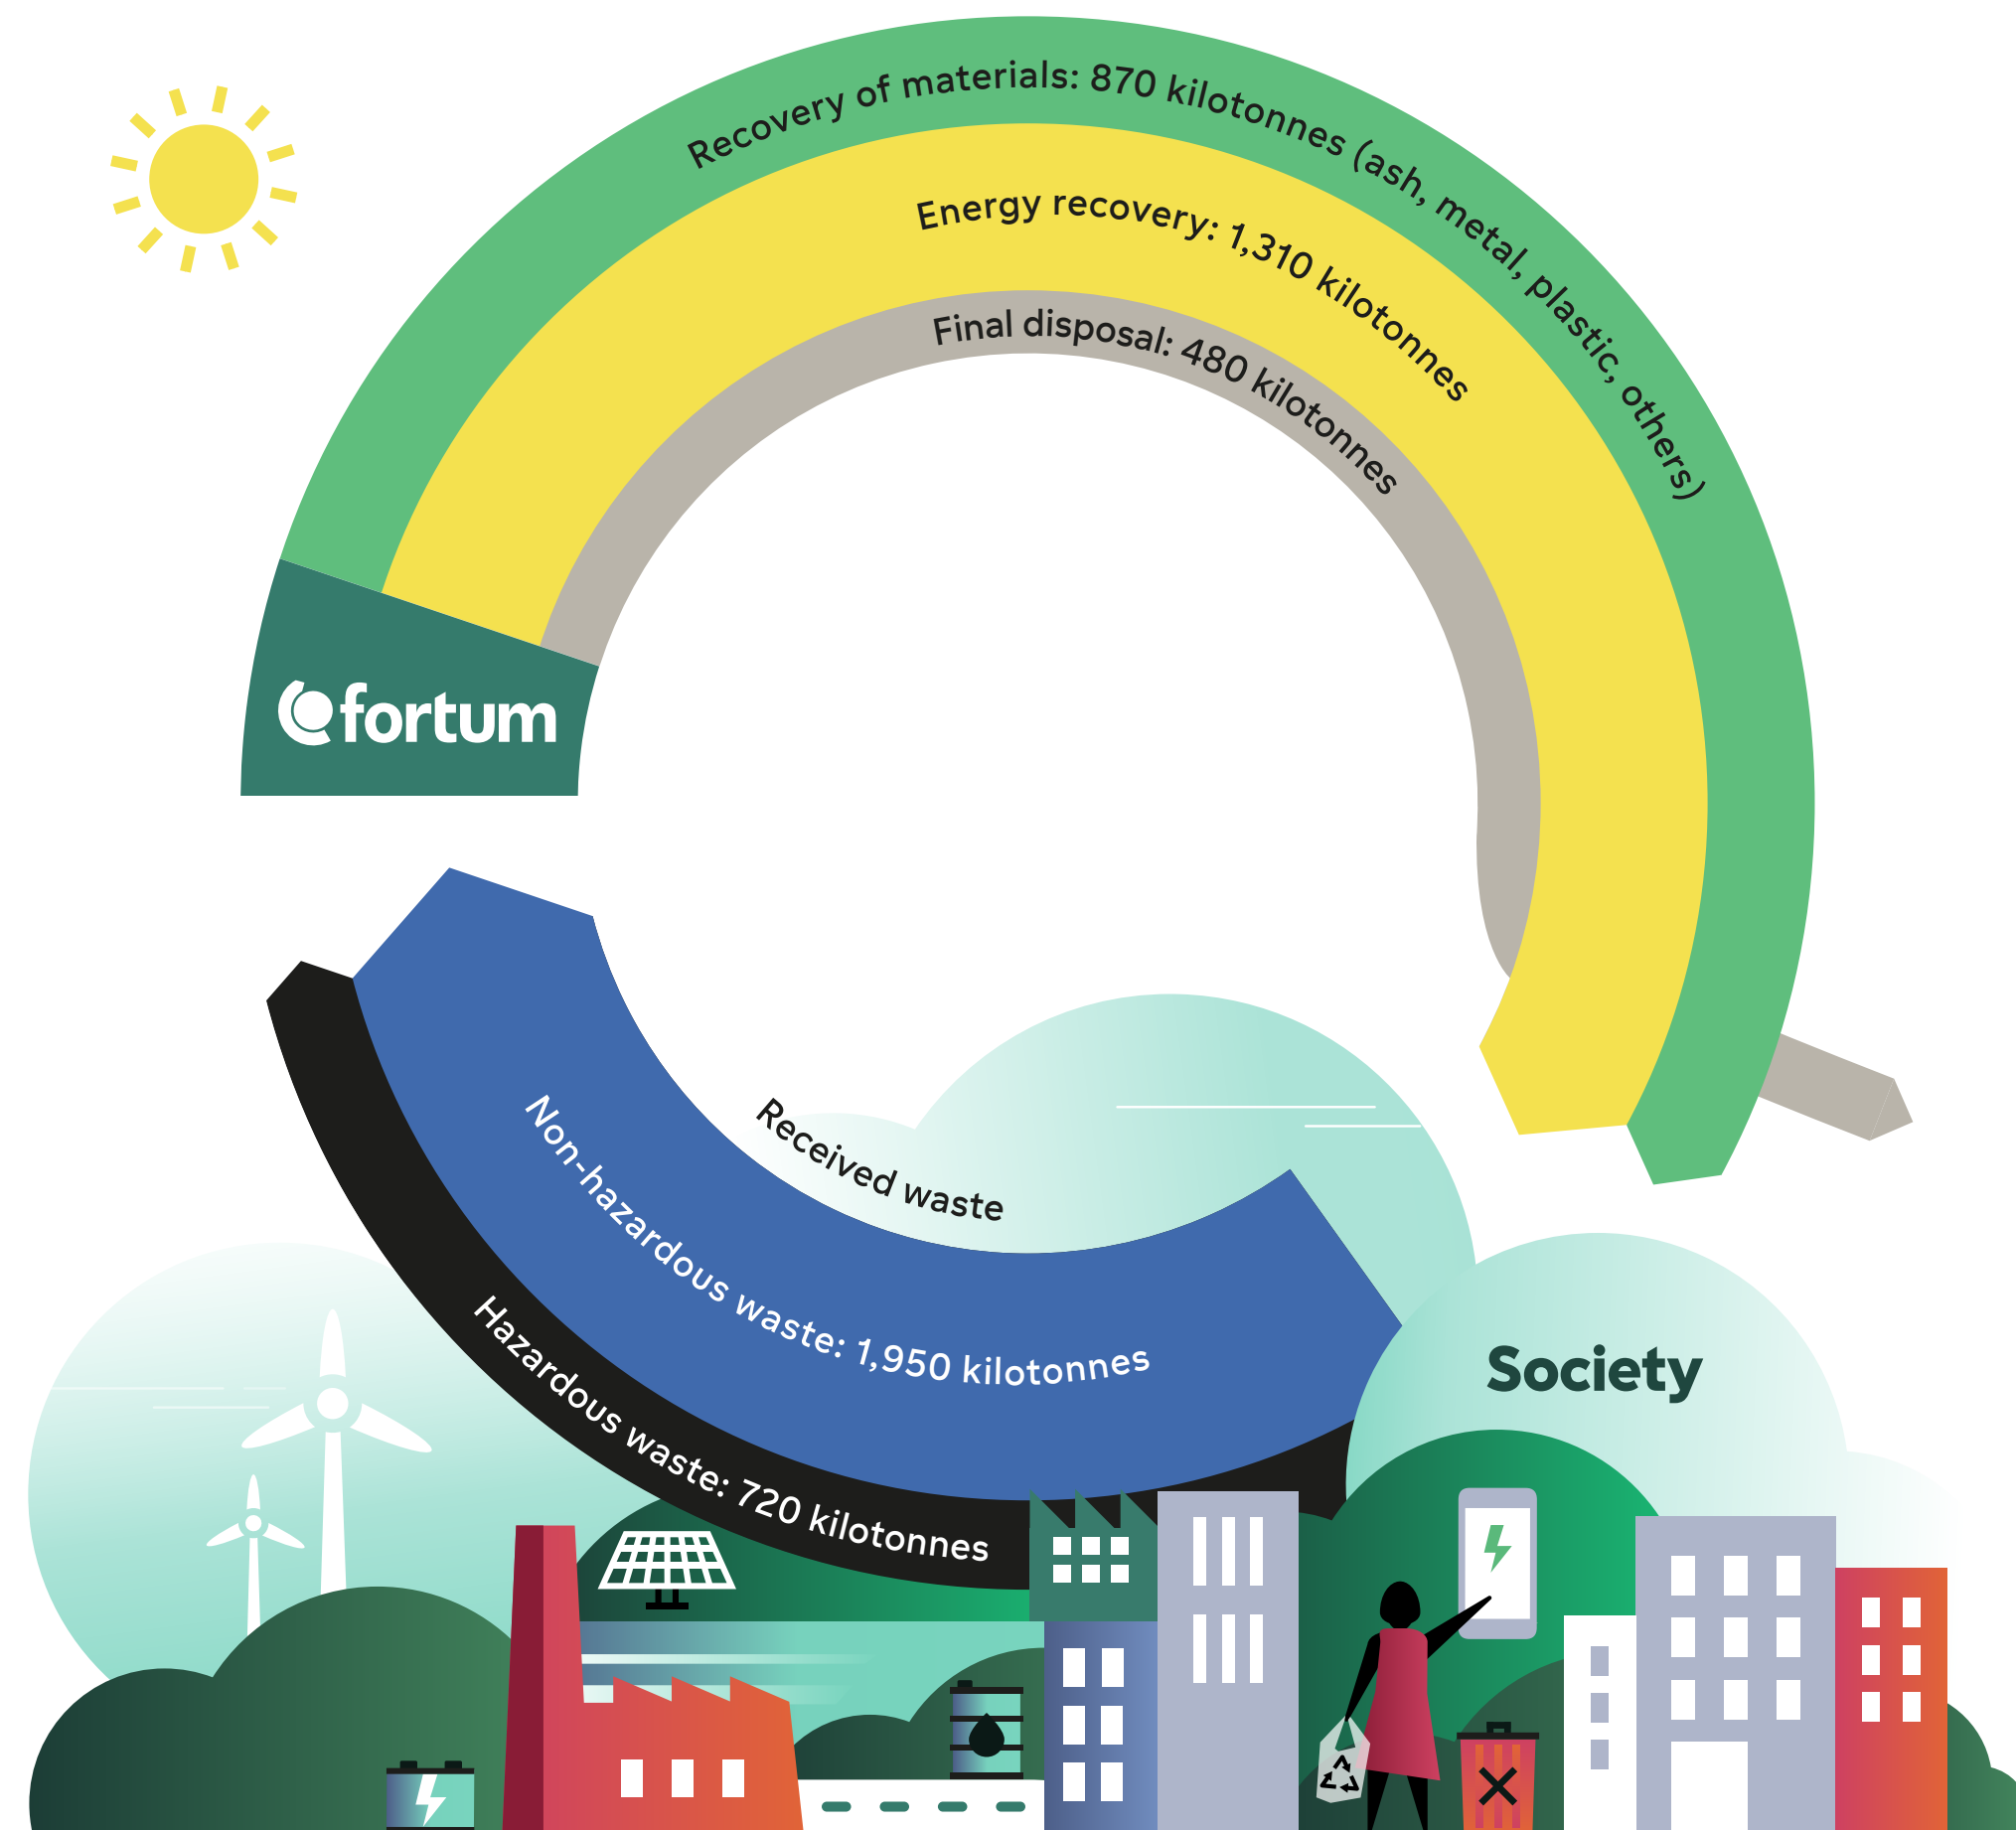 Recovery of materials: 870 kilotonnes (ash, metal, plastic, others)
Energy recovery: 1,310 kilotonnes
Final disposal: 480 kilotonnes
fortum
Received waste
Non-hazardous waste: 1,950 kilotonnes
Hazardous waste: 720 kilotonnes
Society